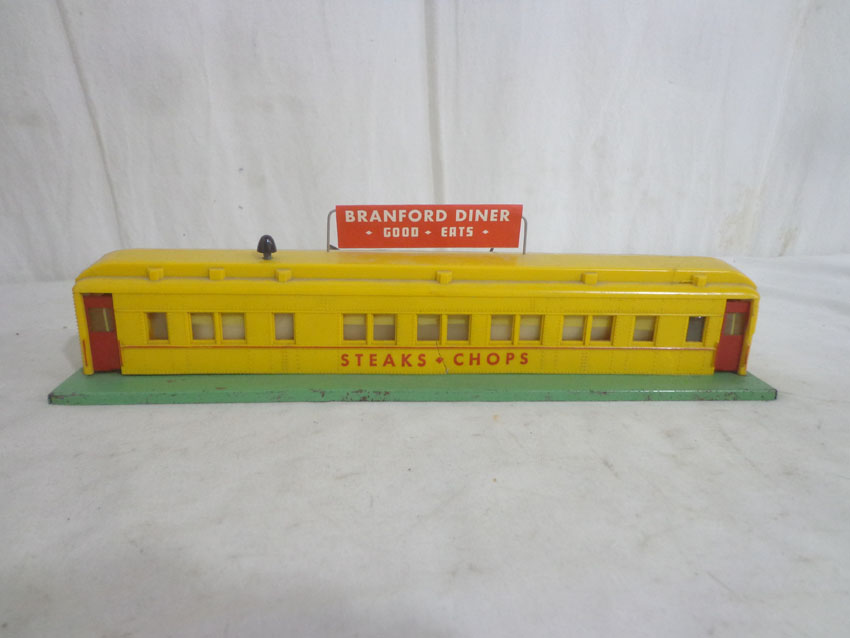 BRANFORD DINER
GOOD EATS
STEAKS CHOPS